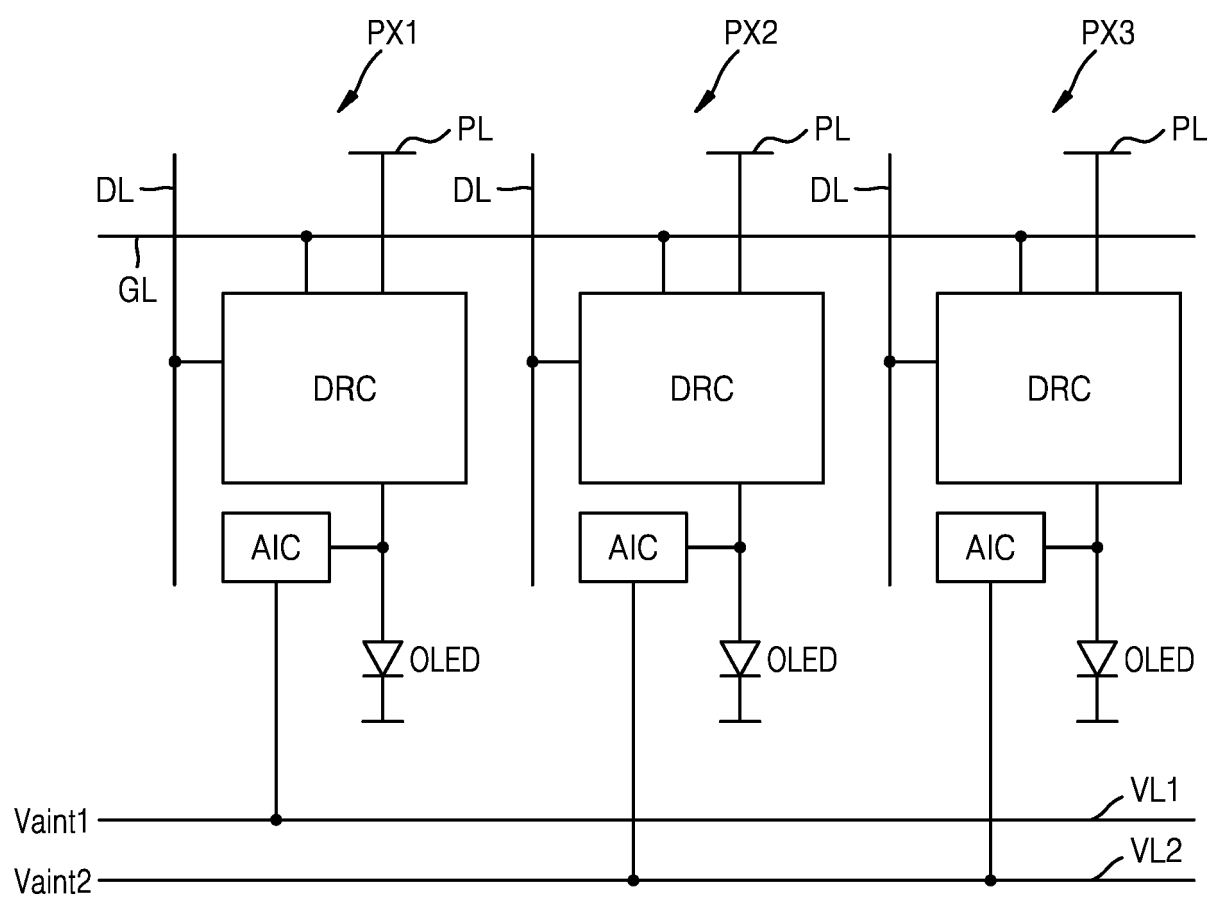 PX1
PX2
PX3
PL
PL
PL
DL
DL
DL
GL
DRC
DRC
DRC
AIC
AIC
AIC
OLED
OLED
OLED
VL1
Vaint1
VL2
Vaint2